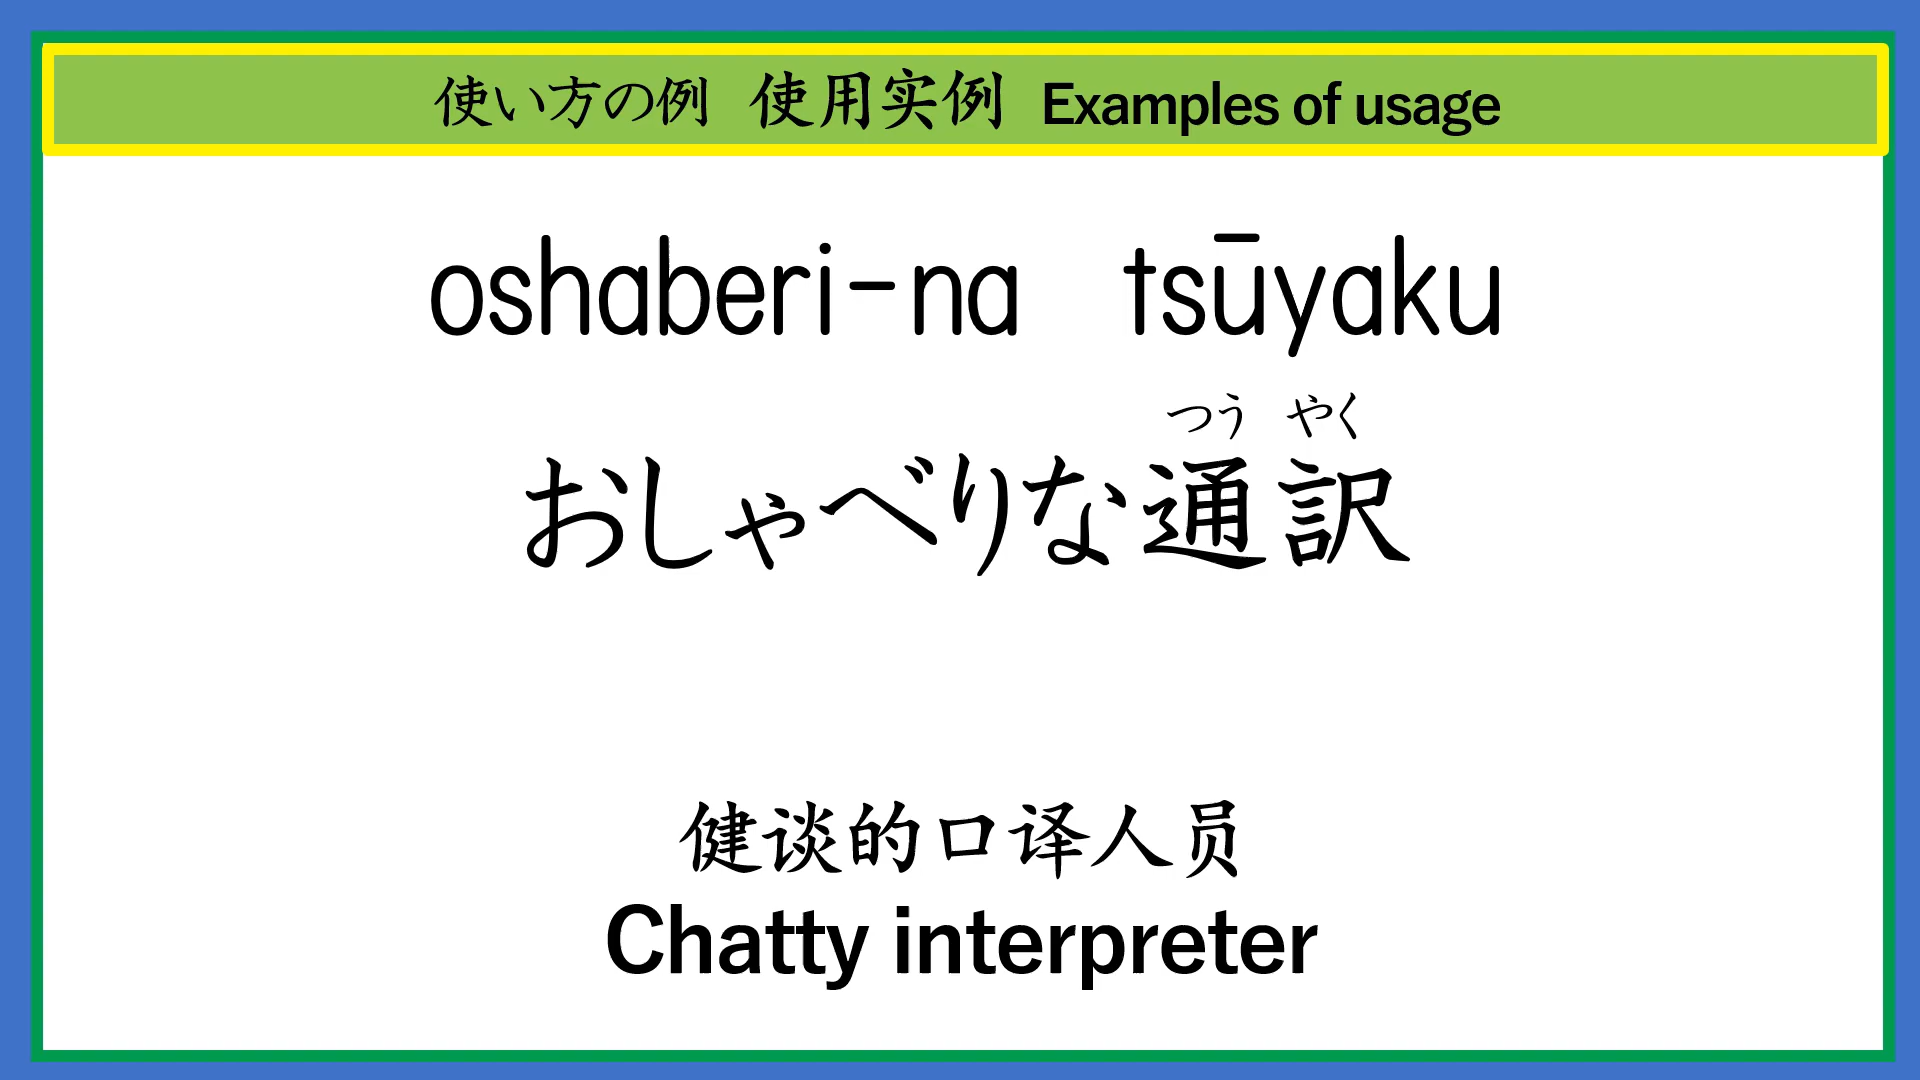 使い方の例 使用实例 Examples of usage
oshaberi-na tsūyaku
つう やく
おしゃべりな通訳
健谈的口译人员
Chatty interpreter